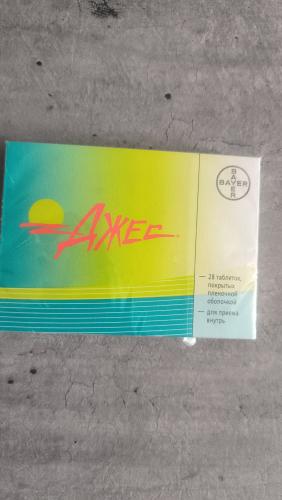 ДЖЕС
BAYER
BAYER
— 28 таблеток,
покрытых
пленочной
оболочкой
— для приема
внутрь